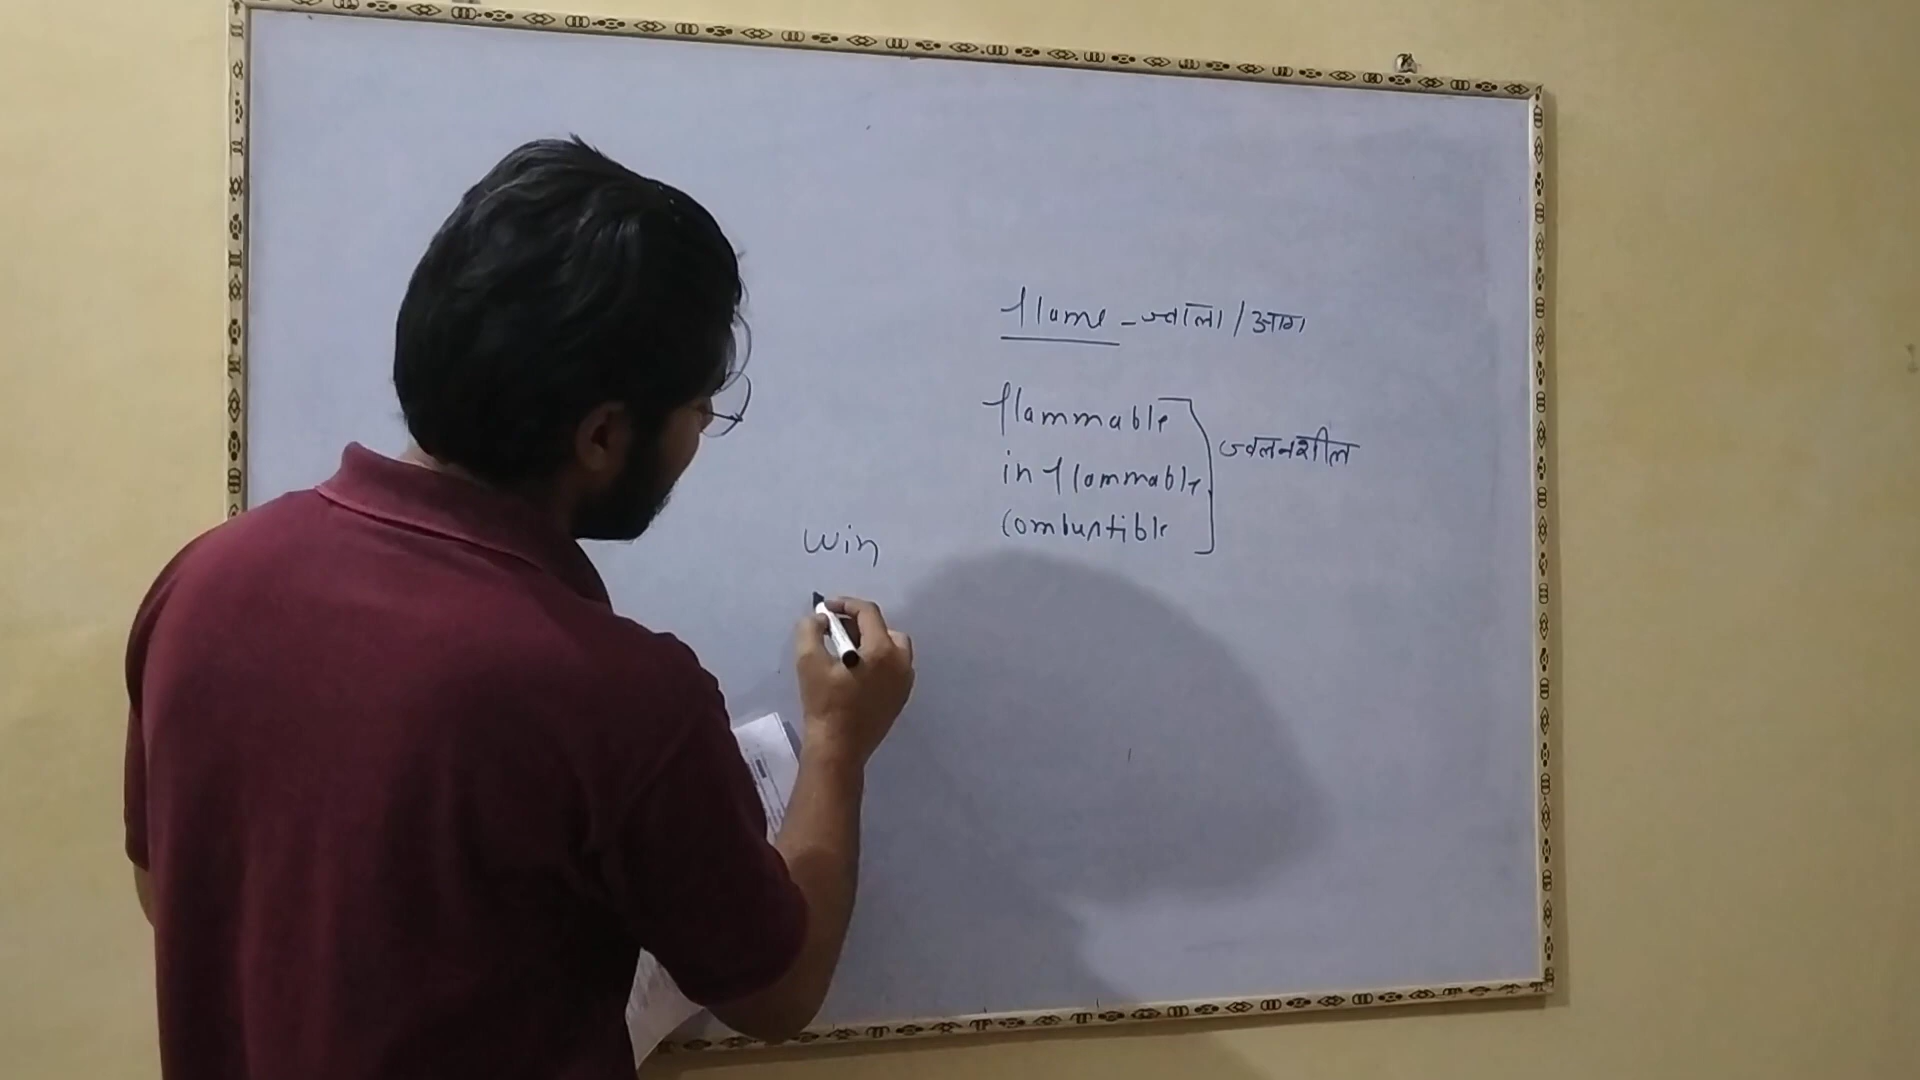 flame - ज्वाला / आग
flammable
inflammable
combustible
ज्वलनशील
win